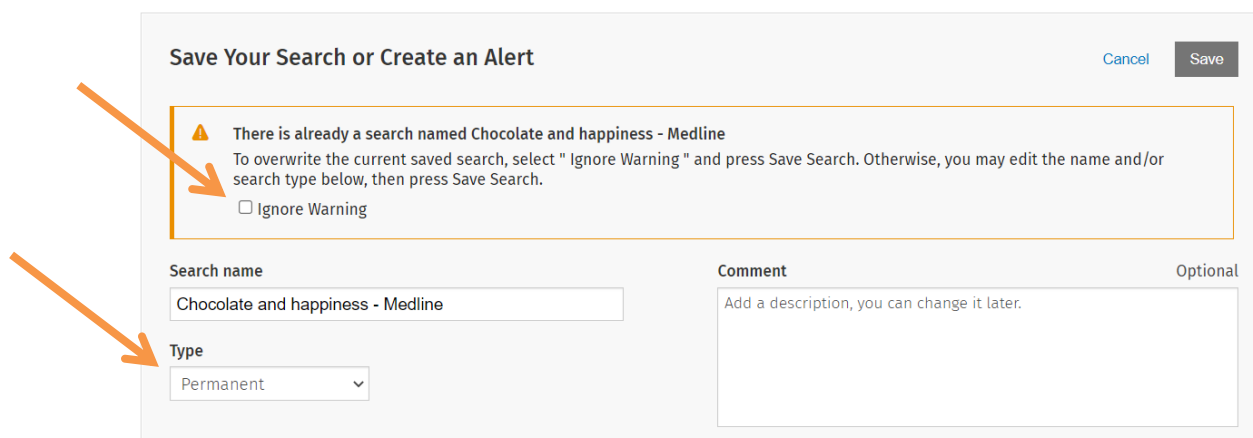 Save Your Search or Create an Alert
Cancel
Save
There is already a search named Chocolate and happiness - Medline
To overwrite the current saved search, select " Ignore Warning " and press Save Search. Otherwise, you may edit the name and/or
search type below, then press Save Search.
Ignore Warning
Search name
Chocolate and happiness - Medline
Type
Permanent
Comment
Optional
Add a description, you can change it later.